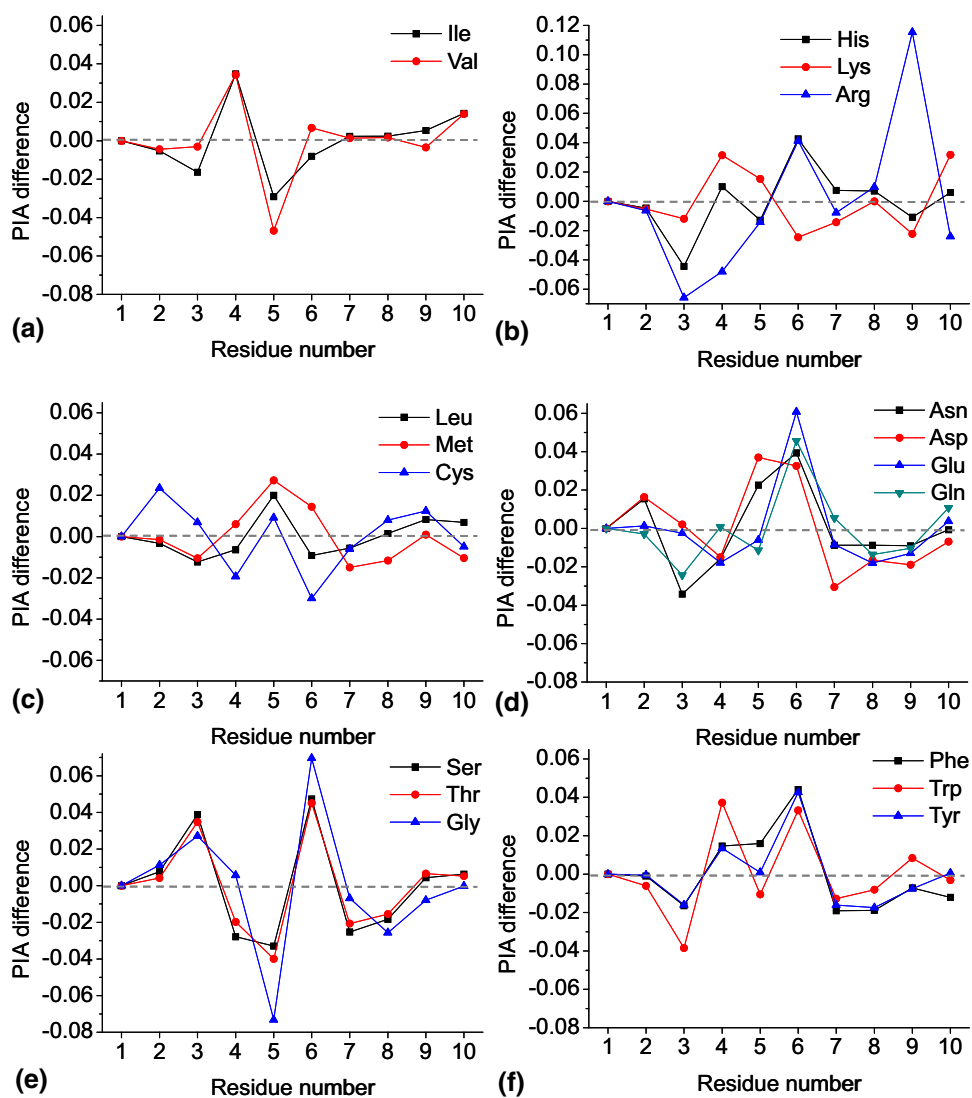 0.06
0.04
0.02
0.00
-0.02
-0.04
-0.06
-0.08
PIA difference
Ile
Val
1 2 3 4 5 6 7 8 9 10
Residue number
(a)
0.12
0.10
0.08
0.06
0.04
0.02
0.00
-0.02
-0.04
-0.06
PIA difference
His
Lys
Arg
1 2 3 4 5 6 7 8 9 10
Residue number
(b)
0.06
0.04
0.02
0.00
-0.02
-0.04
-0.06
PIA difference
Leu
Met
Cys
1 2 3 4 5 6 7 8 9 10
Residue number
(c)
0.06
0.04
0.02
0.00
-0.02
-0.04
-0.06
-0.08
PIA difference
Asn
Asp
Glu
Gln
1 2 3 4 5 6 7 8 9 10
Residue number
(d)
0.06
0.04
0.02
0.00
-0.02
-0.04
-0.06
-0.08
PIA difference
Ser
Thr
Gly
1 2 3 4 5 6 7 8 9 10
Residue number
(e)
0.06
0.04
0.02
0.00
-0.02
-0.04
-0.06
-0.08
PIA difference
Phe
Trp
Tyr
1 2 3 4 5 6 7 8 9 10
Residue number
(f)